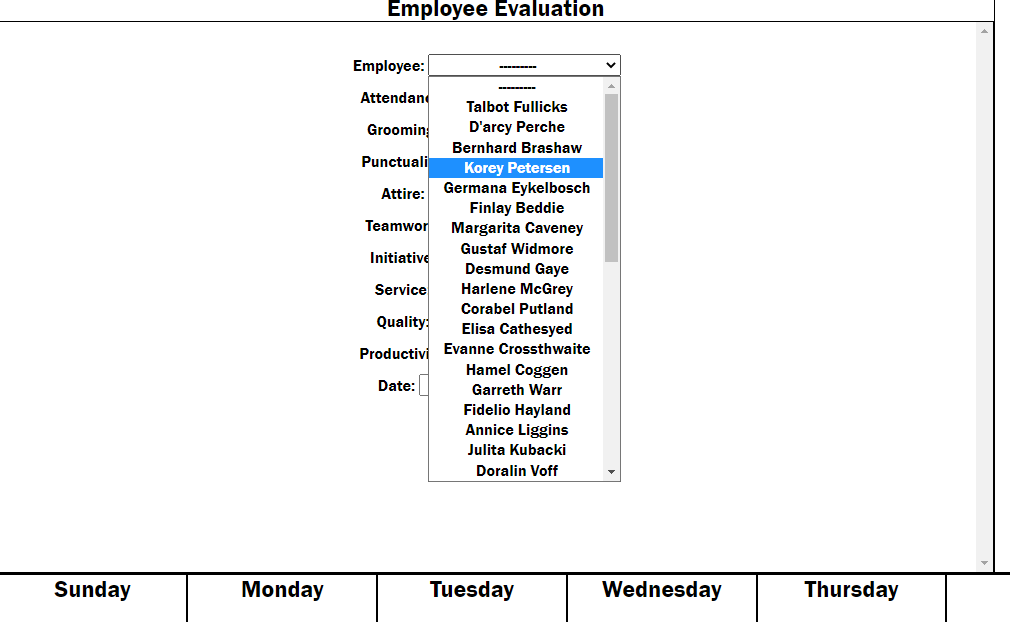 Employee Evaluation
Employee: ---------
---------
Attendanc
Talbot Fullicks
D'arcy Perche
Grooming
Bernhard Brashaw
Punctuali
Korey Petersen
Germana Eykelbosch
Attire:
Finlay Beddie
Teamwor
Margarita Caveney
Gustaf Widmore
Initiative
Desmund Gaye
Service
Harlene McGrey
Corabel Putland
Quality:
Elisa Cathesyed
Productivi
Evanne Crossthwaite
Hamel Coggen
Date:
Garreth Warr
Fidelio Hayland
Annice Liggins
Julita Kubacki
Doralin Voff
Sunday Monday Tuesday Wednesday Thursday